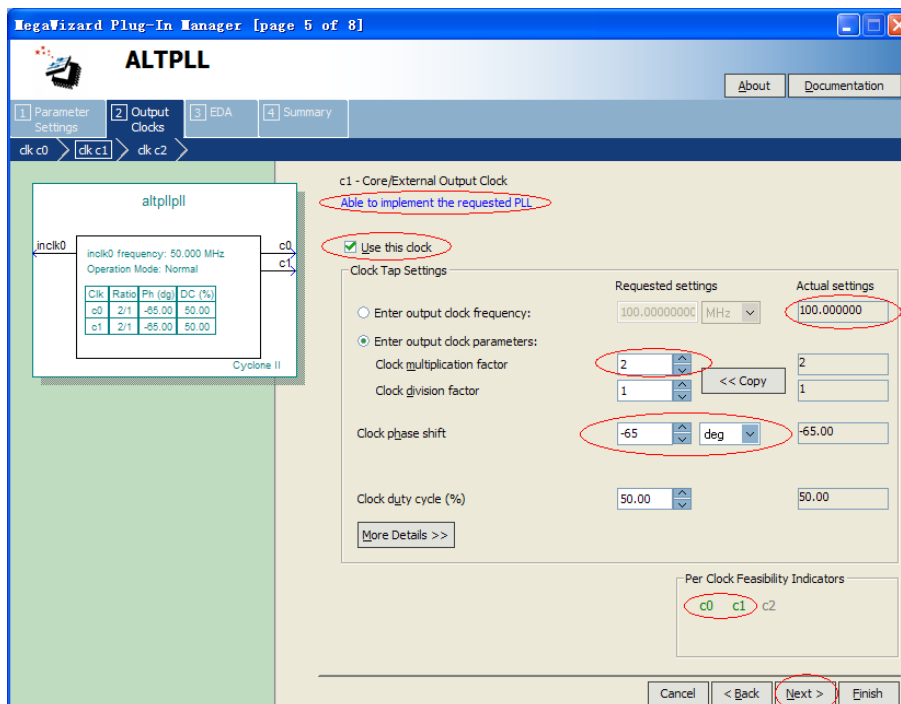 MegaWizard Plug-In Manager [page 5 of 8]
ALTPLL
About
Documentation
1 Parameter Settings
2 Output Clocks
3 EDA
4 Summary
clk c0
clk c1
clk c2
altpllpll
inclk0
c0
c1
inclk0 frequency: 50.000 MHz
Operation Mode: Normal
Clk Ratio Ph (dg) DC (%)
c0 2/1 -65.00 50.00
c1 2/1 -65.00 50.00
Cyclone II
c1 - Core/External Output Clock
Able to implement the requested PLL
Use this clock
Clock Tap Settings
Requested settings
Actual settings
Enter output clock frequency:
100.00000000
MHz
100.000000
Enter output clock parameters:
Clock multiplication factor
2
<< Copy
2
Clock division factor
1
1
Clock phase shift
-65
deg
-65.00
Clock duty cycle (%)
50.00
50.00
More Details >>
Per Clock Feasibility Indicators
c0 c1 c2
Cancel
< Back
Next >
Finish